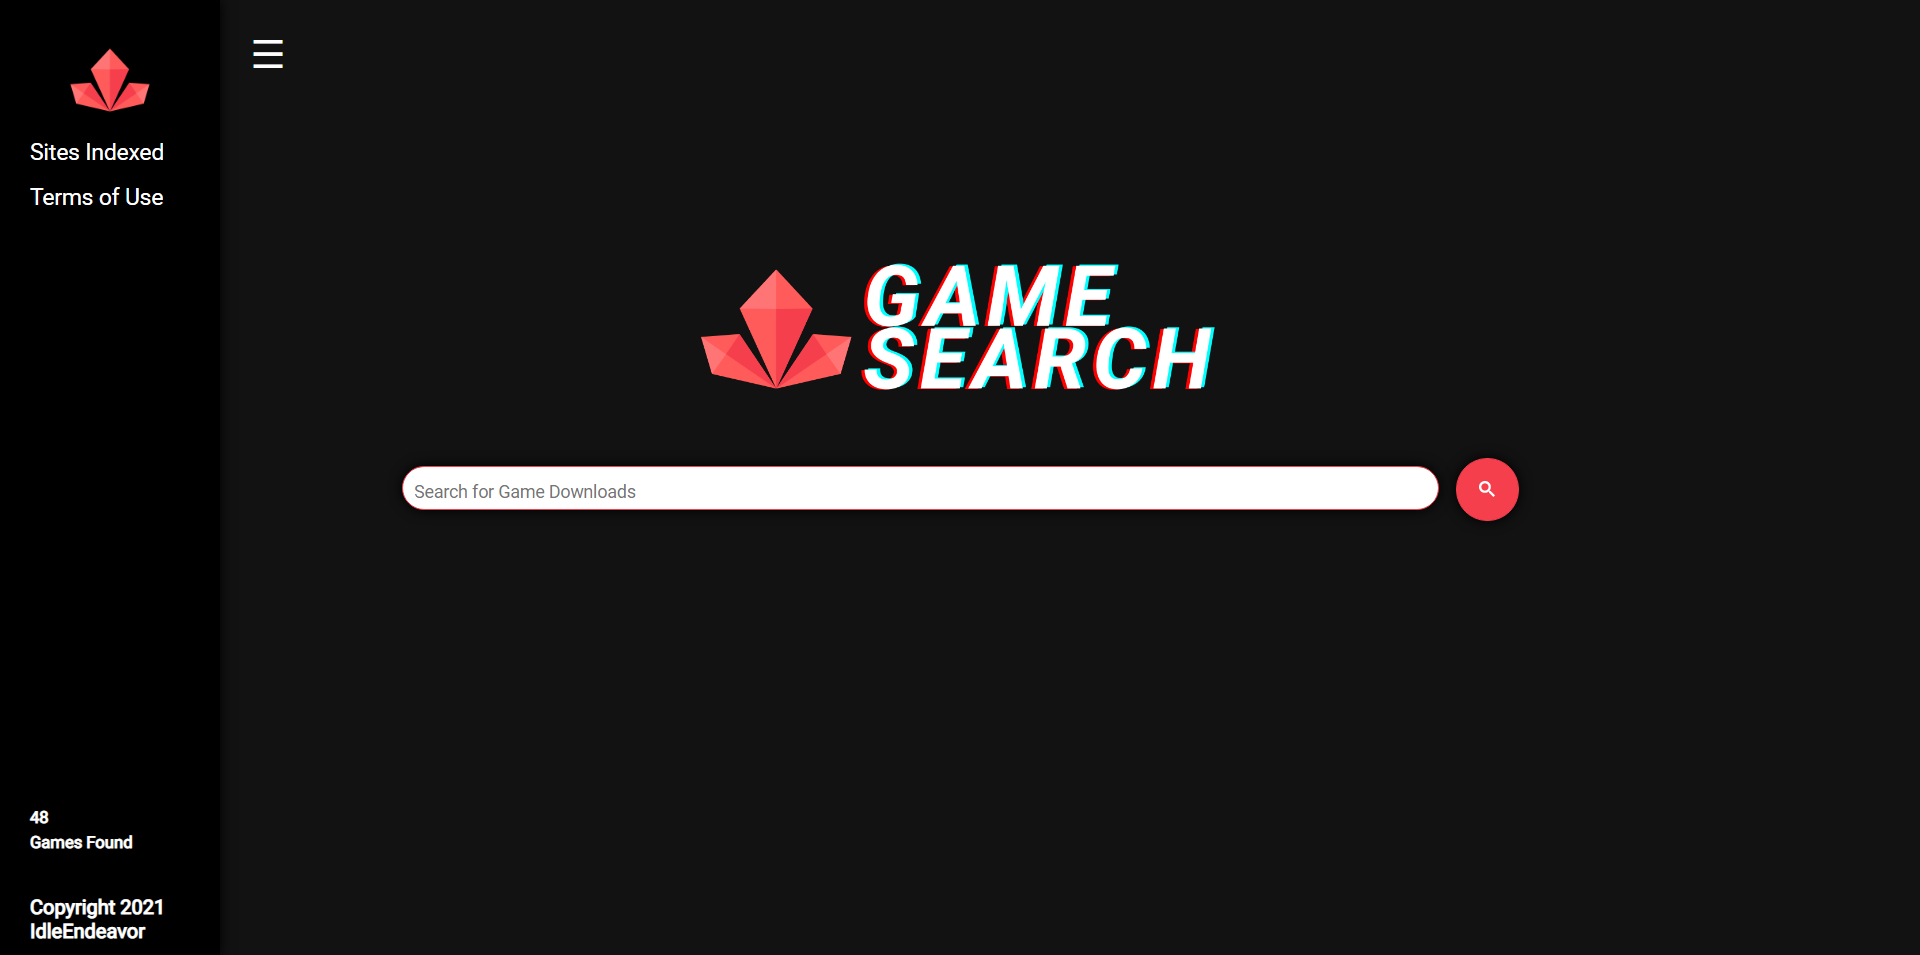 Sites Indexed
Terms of Use
GAME
SEARCH
Search for Game Downloads
48
Games Found
Copyright 2021
IdleEndeavor